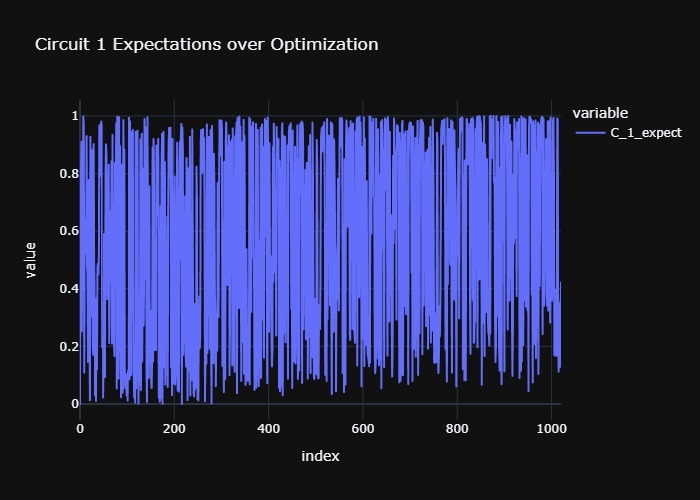 Circuit 1 Expectations over Optimization
variable
C_1_expect
value
1
0.8
0.6
0.4
0.2
0
0
200
400
600
800
1000
index